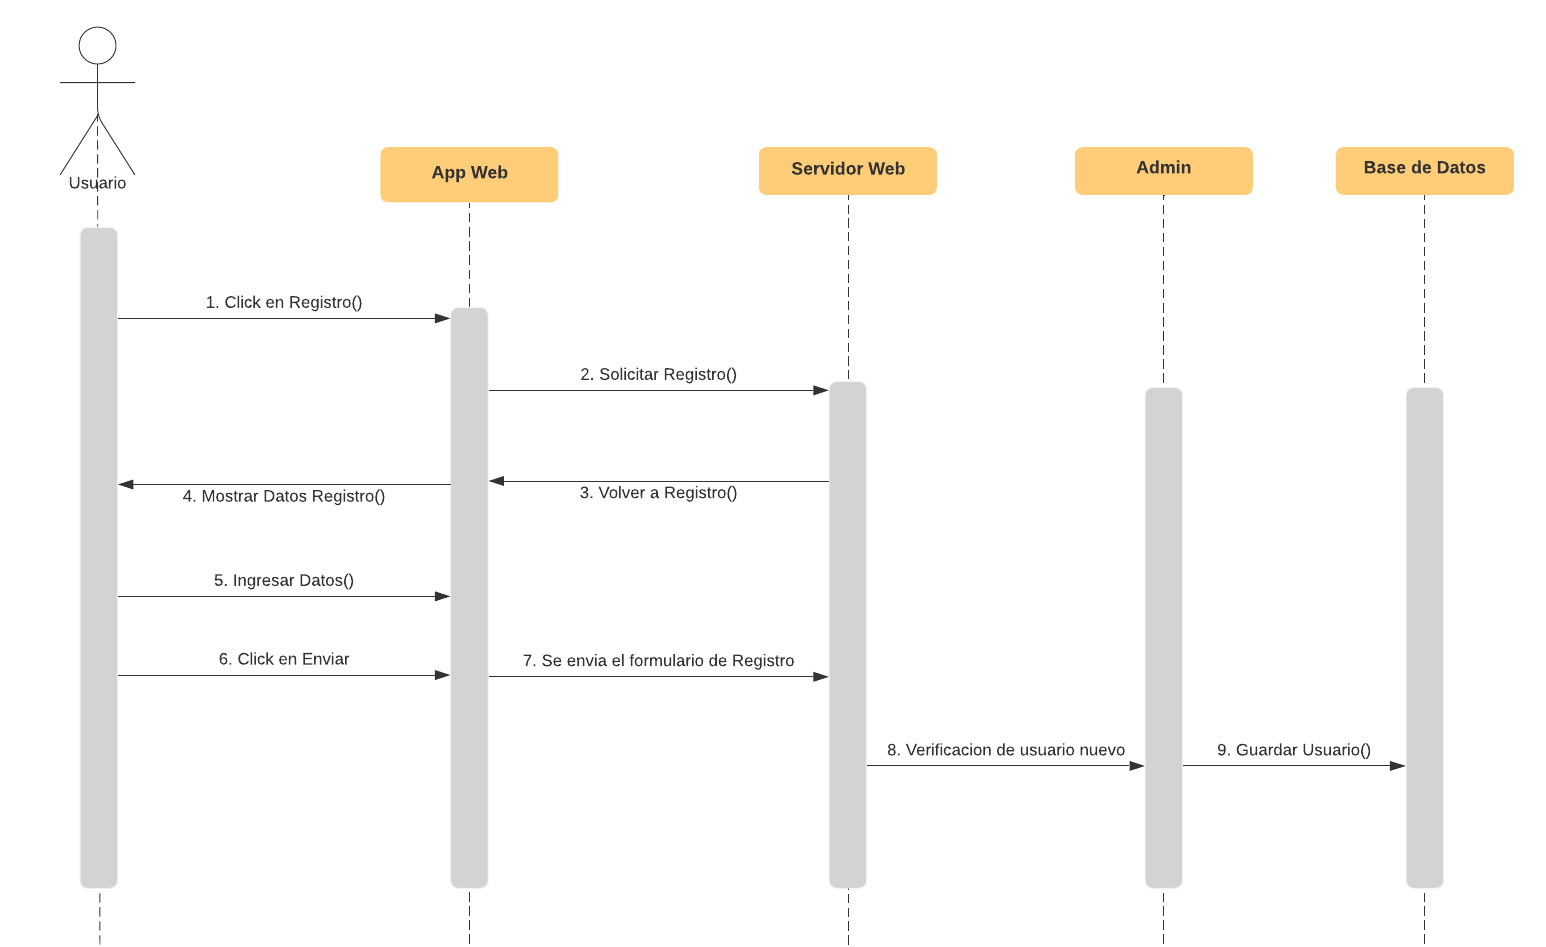 Usuario
App Web
Servidor Web
Admin
Base de Datos
1. Click en Registro()
2. Solicitar Registro()
3. Volver a Registro()
4. Mostrar Datos Registro()
5. Ingresar Datos()
6. Click en Enviar
7. Se envia el formulario de Registro
8. Verificacion de usuario nuevo
9. Guardar Usuario()